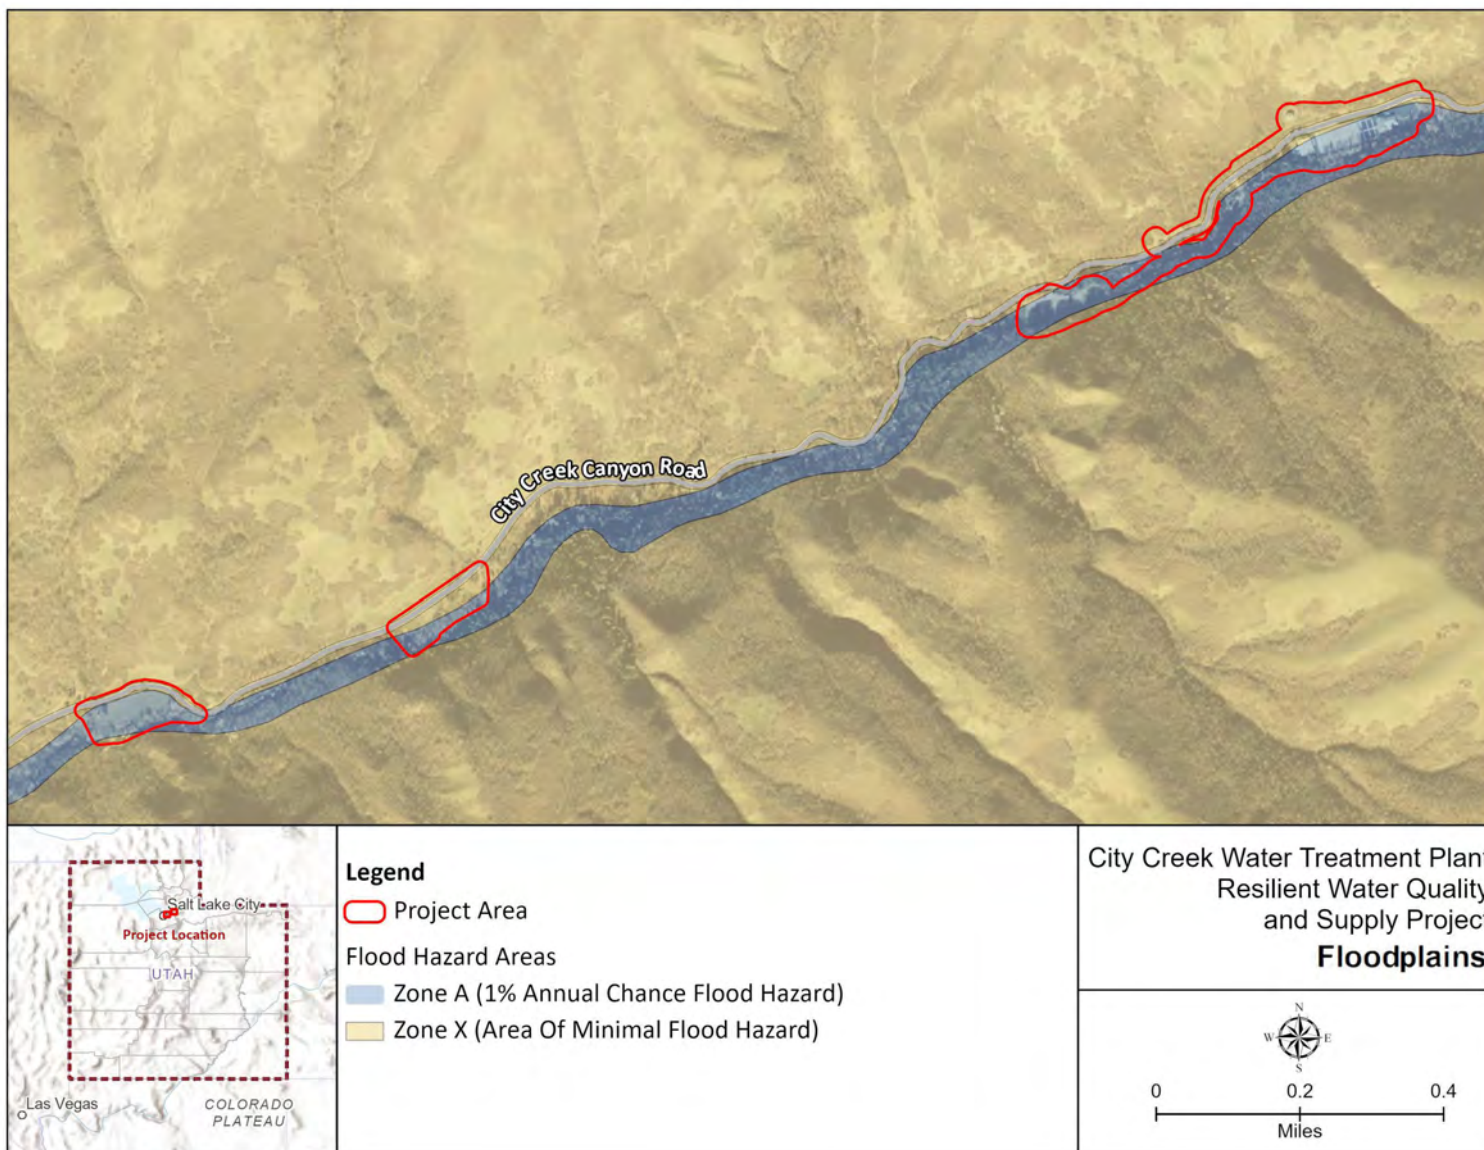 City Creek Canyon Road
Salt Lake City
Project Location
UTAH
Las Vegas
COLORADO
PLATEAU
Legend
Project Area
Flood Hazard Areas
Zone A (1% Annual Chance Flood Hazard)
Zone X (Area Of Minimal Flood Hazard)
City Creek Water Treatment Plant
Resilient Water Quality
and Supply Project
Floodplains
N
W E
S
0 0.2 0.4
Miles